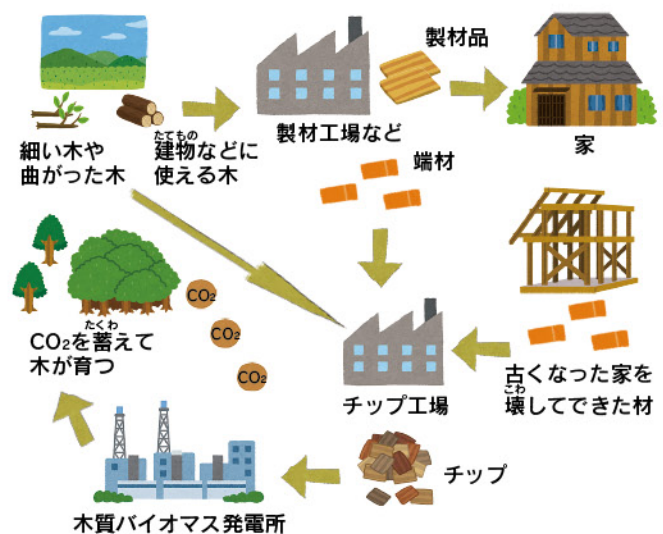 製材品
細い木や
曲がった木
たてもの
建物などに
使える木
製材工場など
家
端材
CO₂
CO₂
CO₂
たくわ
CO₂を蓄えて
木が育つ
チップ工場
古くなった家を
こわ
壊してできた材
チップ
木質バイオマス発電所